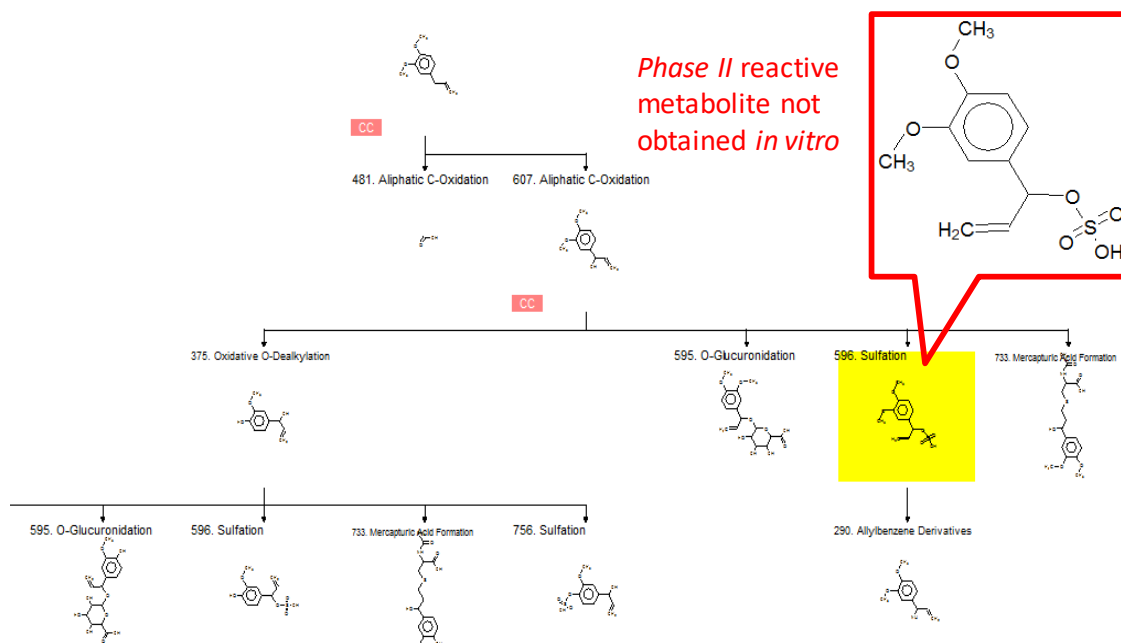 Phase II reactive
metabolite not
obtained in vitro
CH3
O
O
CH3
H2C
O
S
O
O
OH
CC
481. Aliphatic C-Oxidation
607. Aliphatic C-Oxidation
CC
375. Oxidative O-Dealkylation
595. O-Glucuronidation
596. Sulfation
733. Mercapturic Acid Formation
595. O-Glucuronidation
596. Sulfation
733. Mercapturic Acid Formation
756. Sulfation
290. Allylbenzene Derivatives